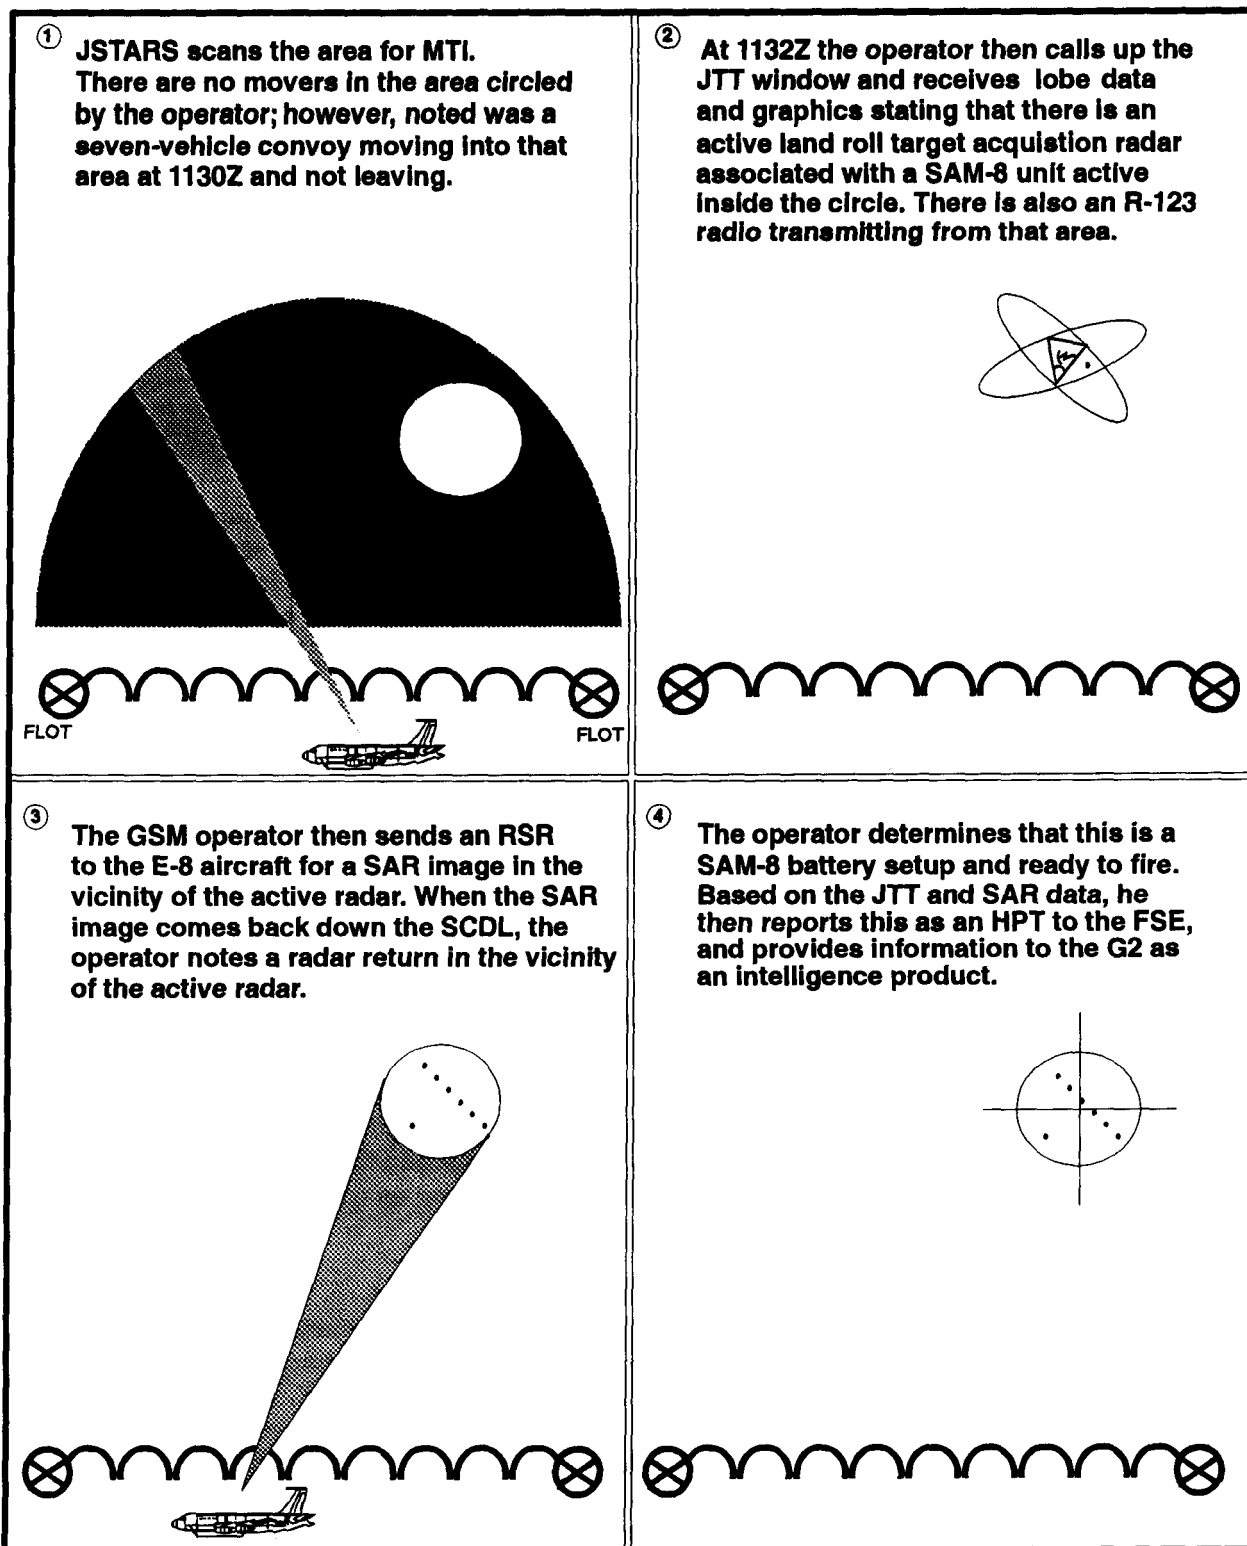 ①
JSTARS scans the area for MTI.
There are no movers in the area circled
by the operator; however, noted was a
seven-vehicle convoy moving into that
area at 1130Z and not leaving.
FLOT
FLOT
②
At 1132Z the operator then calls up the
JTT window and receives lobe data
and graphics stating that there is an
active land roll target acquistion radar
associated with a SAM-8 unit active
inside the circle. There is also an R-123
radio transmitting from that area.
③
The GSM operator then sends an RSR
to the E-8 aircraft for a SAR image in the
vicinity of the active radar. When the SAR
image comes back down the SCDL, the
operator notes a radar return in the vicinity
of the active radar.
④
The operator determines that this is a
SAM-8 battery setup and ready to fire.
Based on the JTT and SAR data, he
then reports this as an HPT to the FSE,
and provides information to the G2 as
an intelligence product.